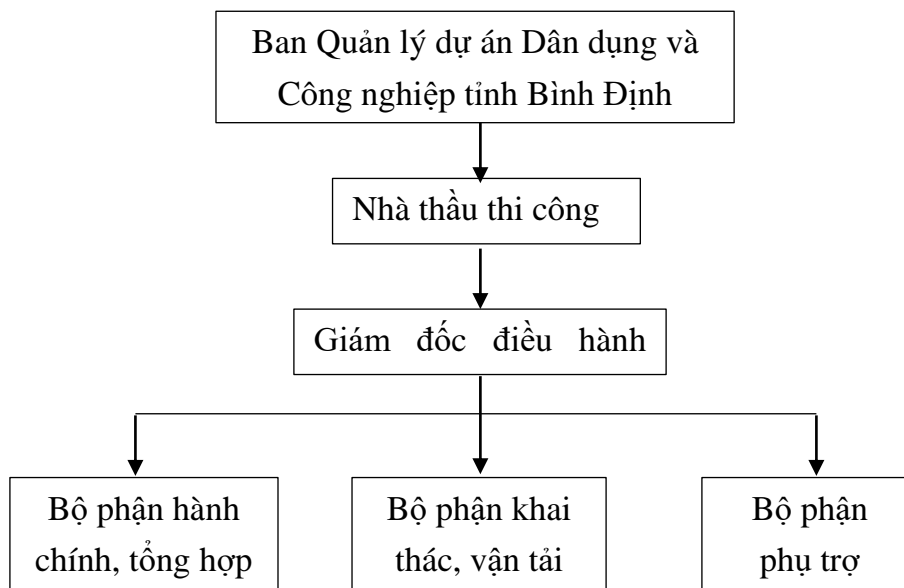 Ban Quản lý dự án Dân dụng và
Công nghiệp tỉnh Bình Định
Nhà thầu thi công
Giám đốc điều hành
Bộ phận hành
chính, tổng hợp
Bộ phận khai
thác, vận tải
Bộ phận
phụ trợ